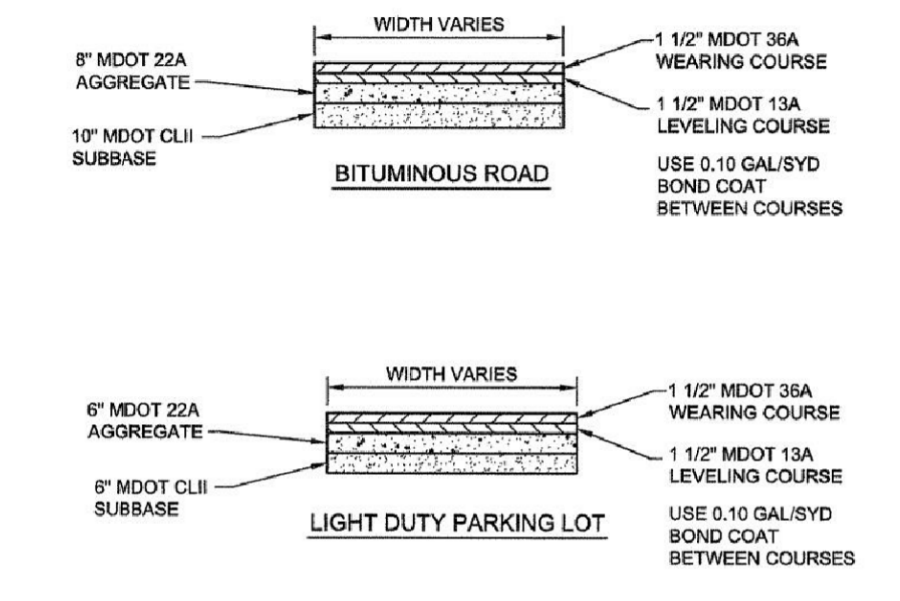 WIDTH VARIES
8" MDOT 22A
AGGREGATE
10" MDOT CLII
SUBBASE
1 1/2" MDOT 36A
WEARING COURSE
1 1/2" MDOT 13A
LEVELING COURSE
USE 0.10 GAL/SYD
BOND COAT
BETWEEN COURSES
BITUMINOUS ROAD
WIDTH VARIES
6" MDOT 22A
AGGREGATE
6" MDOT CLII
SUBBASE
1 1/2" MDOT 36A
WEARING COURSE
1 1/2" MDOT 13A
LEVELING COURSE
USE 0.10 GAL/SYD
BOND COAT
BETWEEN COURSES
LIGHT DUTY PARKING LOT